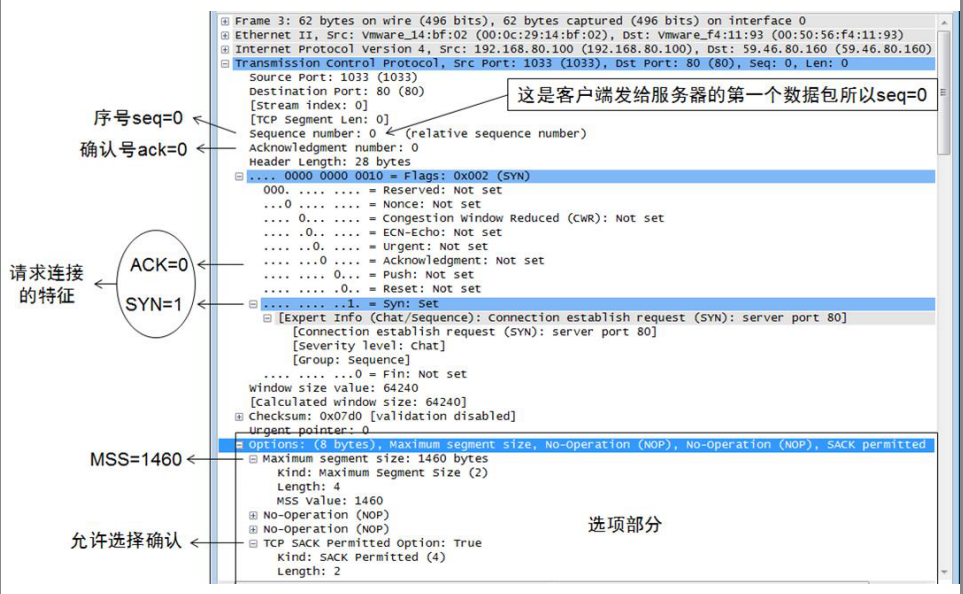 Frame 3: 62 bytes on wire (496 bits), 62 bytes captured (496 bits) on interface 0
Ethernet II, Src: Vmware_14:bf:02 (00:0c:29:14:bf:02), Dst: Vmware_f4:11:93 (00:50:56:f4:11:93)
Internet Protocol Version 4, Src: 192.168.80.100 (192.168.80.100), Dst: 59.46.80.160 (59.46.80.160)
Transmission Control Protocol, Src Port: 1033 (1033), Dst Port: 80 (80), Seq: 0, Len: 0
Source Port: 1033 (1033)
Destination Port: 80 (80)
这是客户端发给服务器的第一个数据包所以seq=0
[Stream index: 0]
[TCP Segment Len: 0]
序号seq=0
Sequence number: 0 (relative sequence number)
确认号ack=0
Acknowledgment number: 0
Header Length: 28 bytes
.... 0000 0000 0010 = Flags: 0x002 (SYN)
000. .... .... = Reserved: Not set
...0 .... .... = Nonce: Not set
.... 0... .... = Congestion Window Reduced (CWR): Not set
.... .0.. .... = ECN-Echo: Not set
.... ..0. .... = Urgent: Not set
.... ...0 .... = Acknowledgment: Not set
.... .... 0... = Push: Not set
.... .... .0.. = Reset: Not set
.... .... ..1. = Syn: Set
请求连接
的特征
ACK=0
SYN=1
[Expert Info (Chat/Sequence): Connection establish request (SYN): server port 80]
[Connection establish request (SYN): server port 80]
[Severity level: Chat]
[Group: Sequence]
.... .... ...0 = Fin: Not set
Window size value: 64240
[Calculated window size: 64240]
Checksum: 0x07d0 [validation disabled]
Urgent pointer: 0
Options: (8 bytes), Maximum segment size, No-Operation (NOP), No-Operation (NOP), SACK permitted
MSS=1460
Maximum segment size: 1460 bytes
Kind: Maximum Segment Size (2)
Length: 4
MSS Value: 1460
No-Operation (NOP)
No-Operation (NOP)
选项部分
允许选择确认
TCP SACK Permitted Option: True
Kind: SACK Permitted (4)
Length: 2